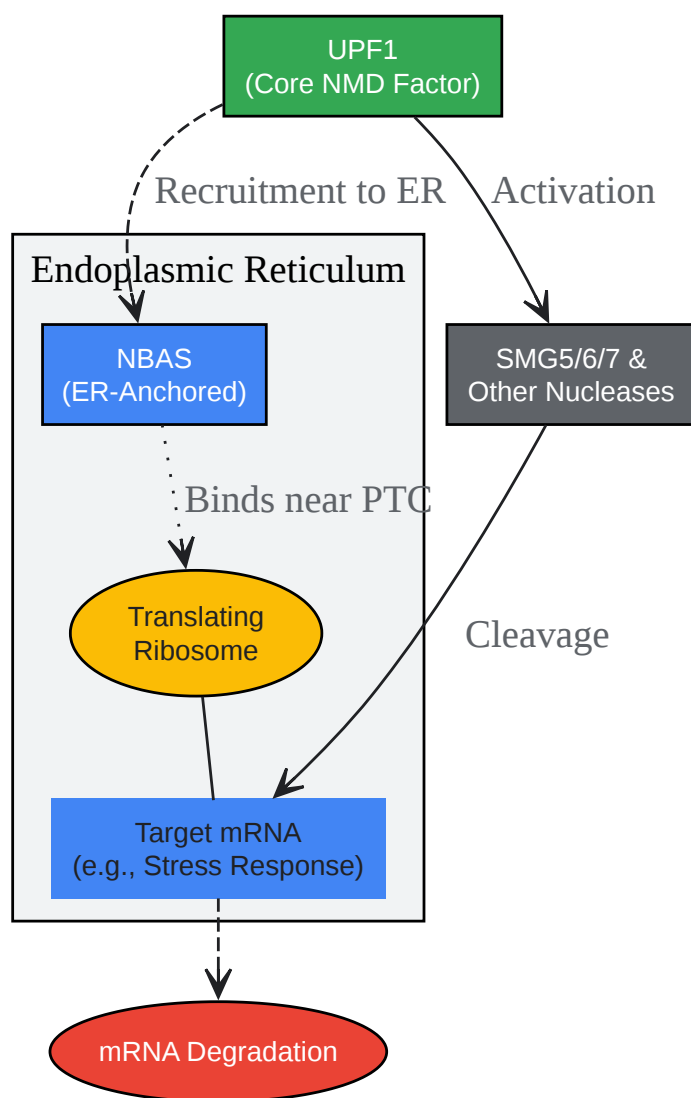 UPF1
(Core NMD Factor)
Recruitment to ER
Activation
Endoplasmic Reticulum
NBAS
(ER-Anchored)
SMG5/6/7 &
Other Nucleases
Binds near PTC
Translating
Ribosome
Cleavage
Target mRNA
(e.g., Stress Response)
mRNA Degradation